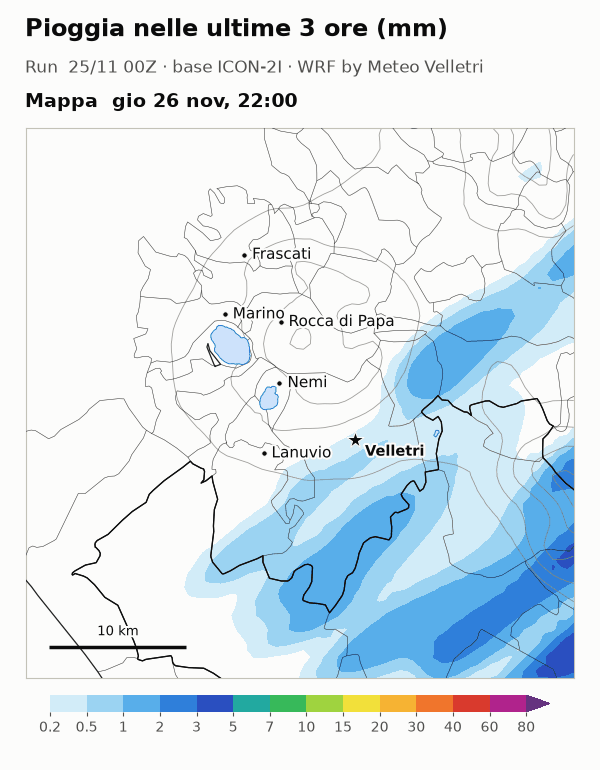 Pioggia nelle ultime 3 ore (mm)
Run  25/11 00Z · base ICON-2I · WRF by Meteo Velletri
Mappa  gio 26 nov, 22:00
Frascati
Marino
Rocca di Papa
Nemi
Velletri
Lanuvio
10 km
0.2 0.5 1 2 3 5 7 10 15 20 30 40 60 80